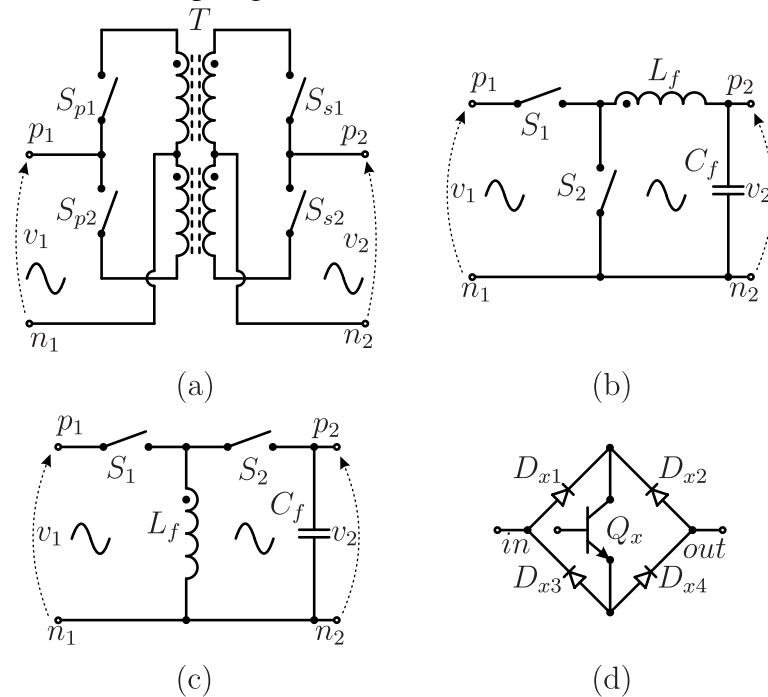 T
S_{p1} S_{s1}
p_1 p_2
S_{p2} S_{s2}
v_1 v_2
n_1 n_2
(a)
p_1 L_f p_2
S_1
S_2 C_f
v_1 v_2
n_1 n_2
(b)
p_1 p_2
S_1 S_2
v_1 L_f C_f v_2
n_1 n_2
(c)
D_{x1} D_{x2}
Q_x
in out
D_{x3} D_{x4}
(d)